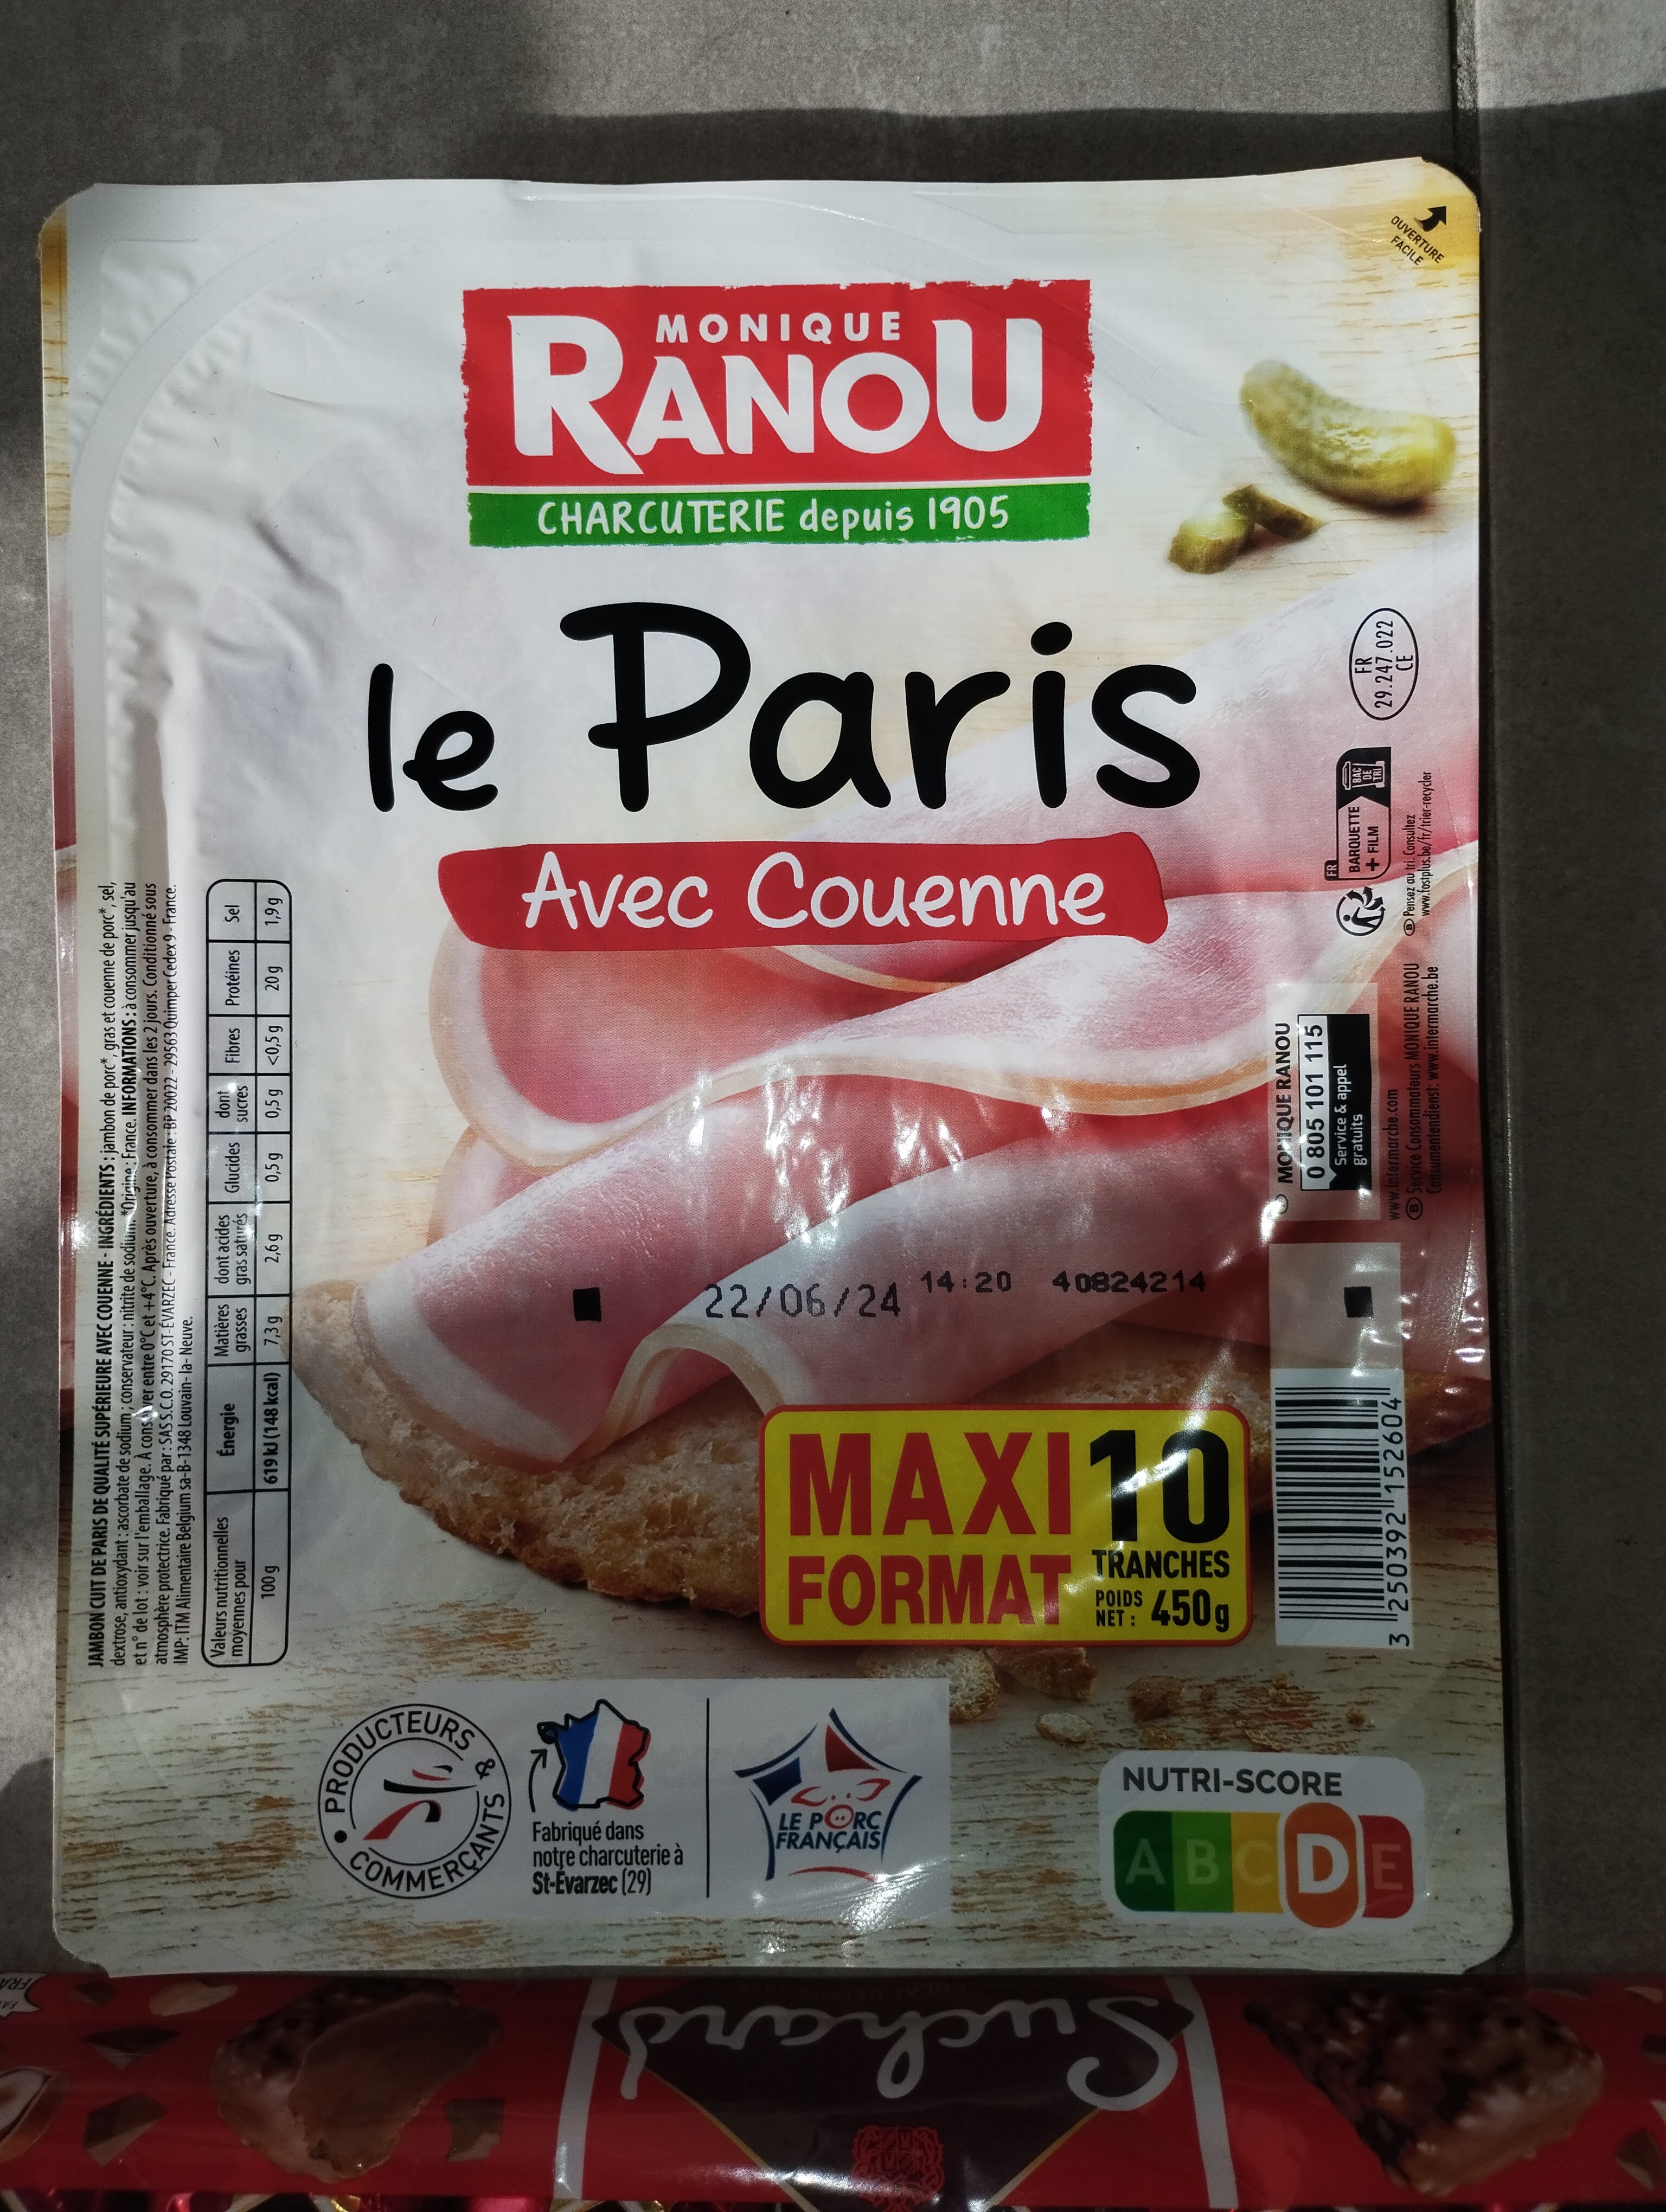 OUVERTURE
FACILE
MONIQUE
RANOU
CHARCUTERIE depuis 1905
le Paris
Avec Couenne
FR
29.247.022
CE
FR
BARQUETTE
+ FILM
BAC
DE
TRI
B Pensez au tri. Consultez
www.fostplus.be/fr/trier-recycler
MONIQUE RANOU
0 805 101 115
Service & appel
gratuits
www.intermarche.com
B Service Consommateurs MONIQUE RANOU
Consumentendienst: www.intermarche.be
JAMBON CUIT DE PARIS DE QUALITÉ SUPÉRIEURE AVEC COUENNE - INGRÉDIENTS : jambon de porc*, gras et couenne de porc*, sel,
dextrose, antioxydant : ascorbate de sodium ; conservateur : nitrite de sodium. *Origine : France. INFORMATIONS : à consommer jusqu'au
et n° de lot : voir sur l'emballage. À conserver entre 0°C et +4°C. Après ouverture, à consommer dans les 2 jours. Conditionné sous
atmosphère protectrice. Fabriqué par : SAS S.C.O. 29170 ST-ÉVARZEC - France. Adresse Postale : BP 20022 - 29563 Quimper Cedex 9 - France.
IMP: ITM Alimentaire Belgium sa-B-1348 Louvain- la- Neuve.
Valeurs nutritionnelles moyennes pour Énergie Matières grasses dont acides gras saturés Glucides dont sucres Fibres Protéines Sel
100 g 619 kJ (148 kcal) 7,3 g 2,6 g 0,5 g 0,5 g <0,5 g 20 g 1,9 g
22/06/24 14:20 40824214
MAXI
FORMAT
10
TRANCHES
POIDS
NET : 450g
3 250392 152604
PRODUCTEURS &
COMMERÇANTS
Fabriqué dans
notre charcuterie à
St-Évarzec (29)
LE PORC
FRANÇAIS
NUTRI-SCORE
A B C D E
Suchard